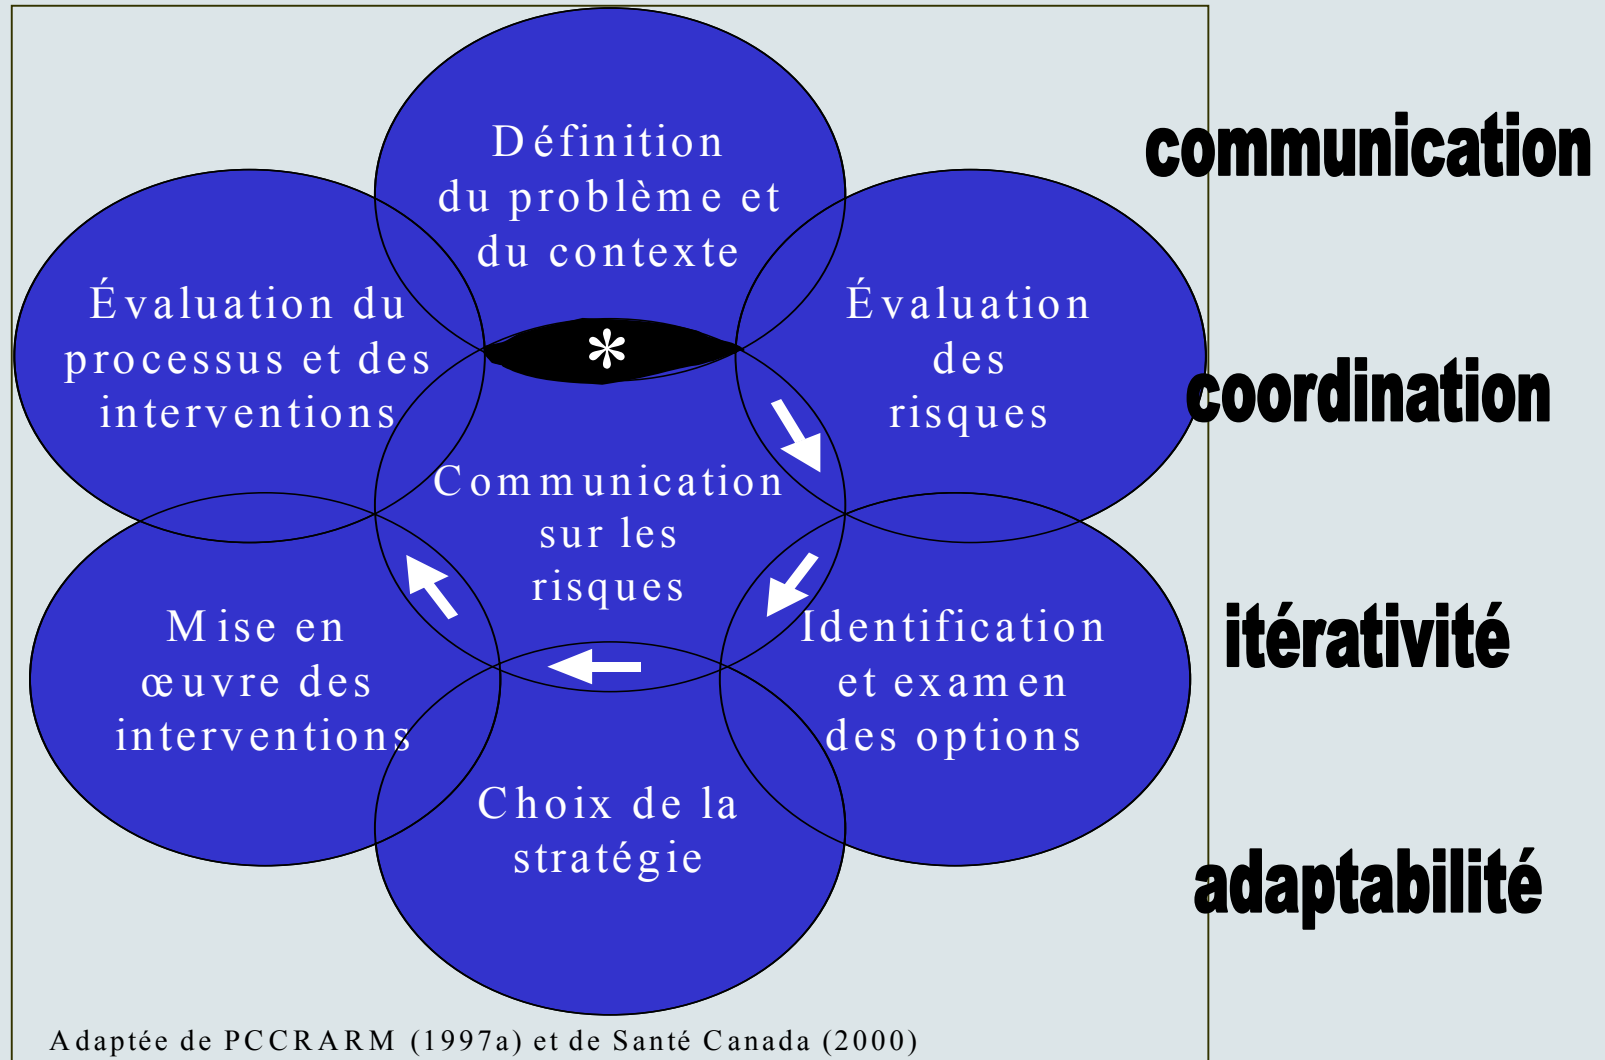 Définition
du problème et
du contexte
Évaluation
des
risques
Identification
et examen
des options
Choix de la
stratégie
Mise en
œuvre des
interventions
Évaluation du
processus et des
interventions
*
Communication
sur les
risques
communication
coordination
itérativité
adaptabilité
Adaptée de PCCRARM (1997a) et de Santé Canada (2000)